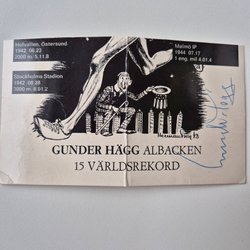 Hofvallen, Östersund
1942 08.23
2000 m. 5.11.8
Stockholms Stadion
1942 08.28
3000 m. 8.01.2
Malmö IP
1944 07.17
1 eng. mil 4.01.4
GUNDER HÄGG ALBACKEN
15 VÄRLDSREKORD